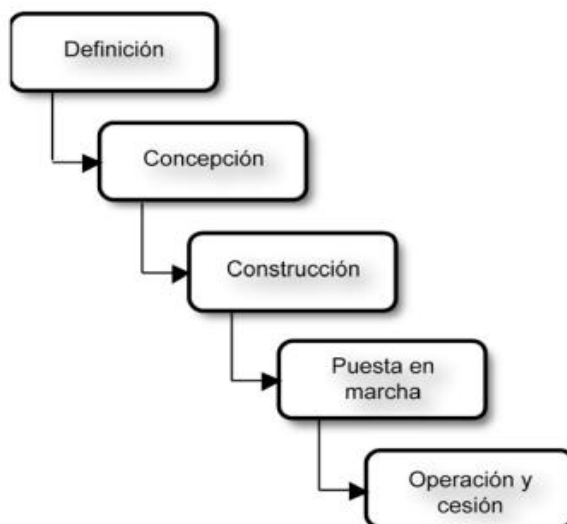 Definición
Concepción
Construcción
Puesta en
marcha
Operación y
cesión